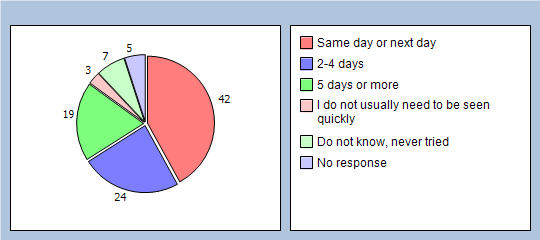 5
7
3
42
19
24
Same day or next day
2-4 days
5 days or more
I do not usually need to be seen
quickly
Do not know, never tried
No response